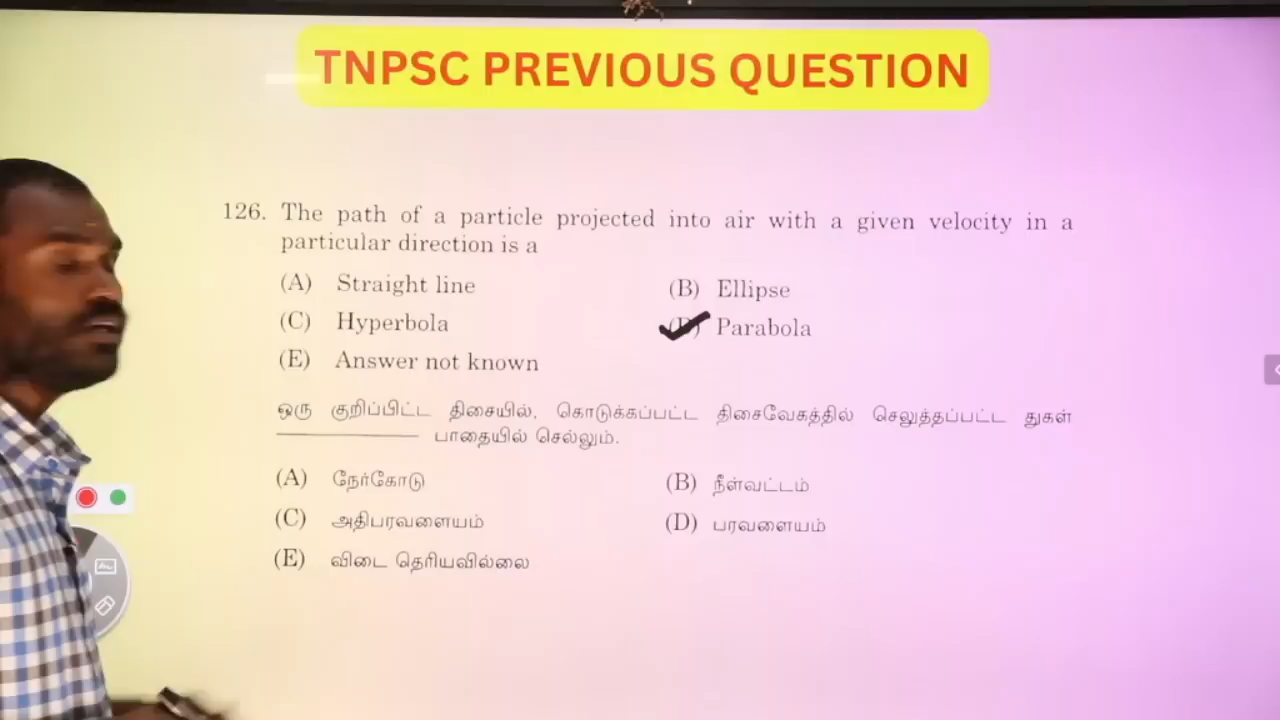 TNPSC PREVIOUS QUESTION
126. The path of a particle projected into air with a given velocity in a
particular direction is a
(A) Straight line (B) Ellipse
(C) Hyperbola (D) Parabola
(E) Answer not known
ஒரு குறிப்பிட்ட திசையில், கொடுக்கப்பட்ட திசைவேகத்தில் செலுத்தப்பட்ட துகள்
பாதையில் செல்லும்.
(A) நேர்கோடு (B) நீள்வட்டம்
(C) அதிபரவளையம் (D) பரவளையம்
(E) விடை தெரியவில்லை